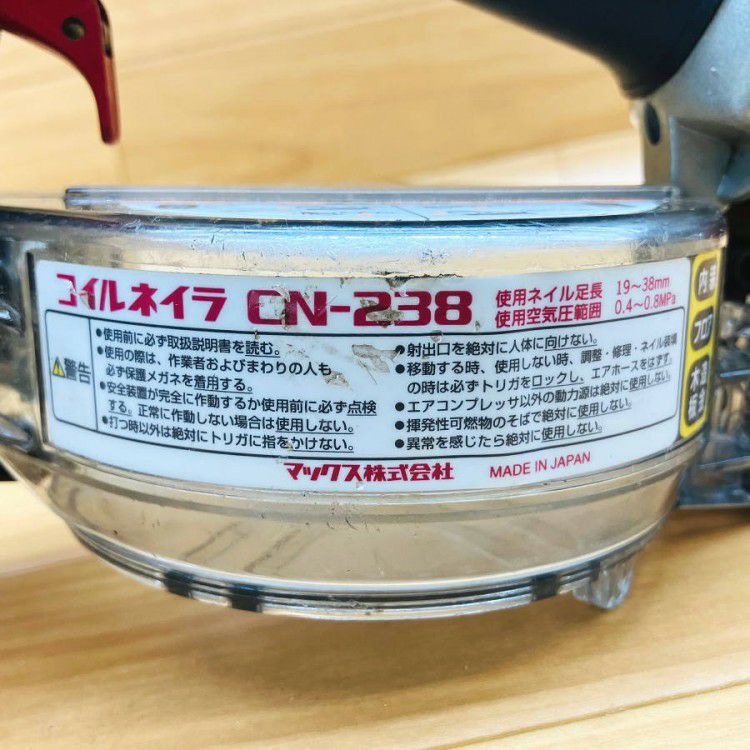 コイルネイラ CN-238
使用ネイル足長 19~38mm
使用空気圧範囲 0.4~0.8MPa
⚠警告
●使用前に必ず取扱説明書を読む。
●使用の際は、作業者およびまわりの人も
必ず保護メガネを着用する。
●安全装置が完全に作動するか使用前に必ず点検
する。正常に作動しない場合は使用しない。
●打つ時以外は絶対にトリガに指をかけない。
●射出口を絶対に人体に向けない。
●移動する時、使用しない時、調整・修理・ネイル装填
の時は必ずトリガをロックし、エアホースをはずす。
●エアコンプレッサ以外の動力源は絶対に使用しない。
●揮発性可燃物のそばで絶対に使用しない。
●異常を感じたら絶対に使用しない。
マックス株式会社 MADE IN JAPAN
内装
フロア